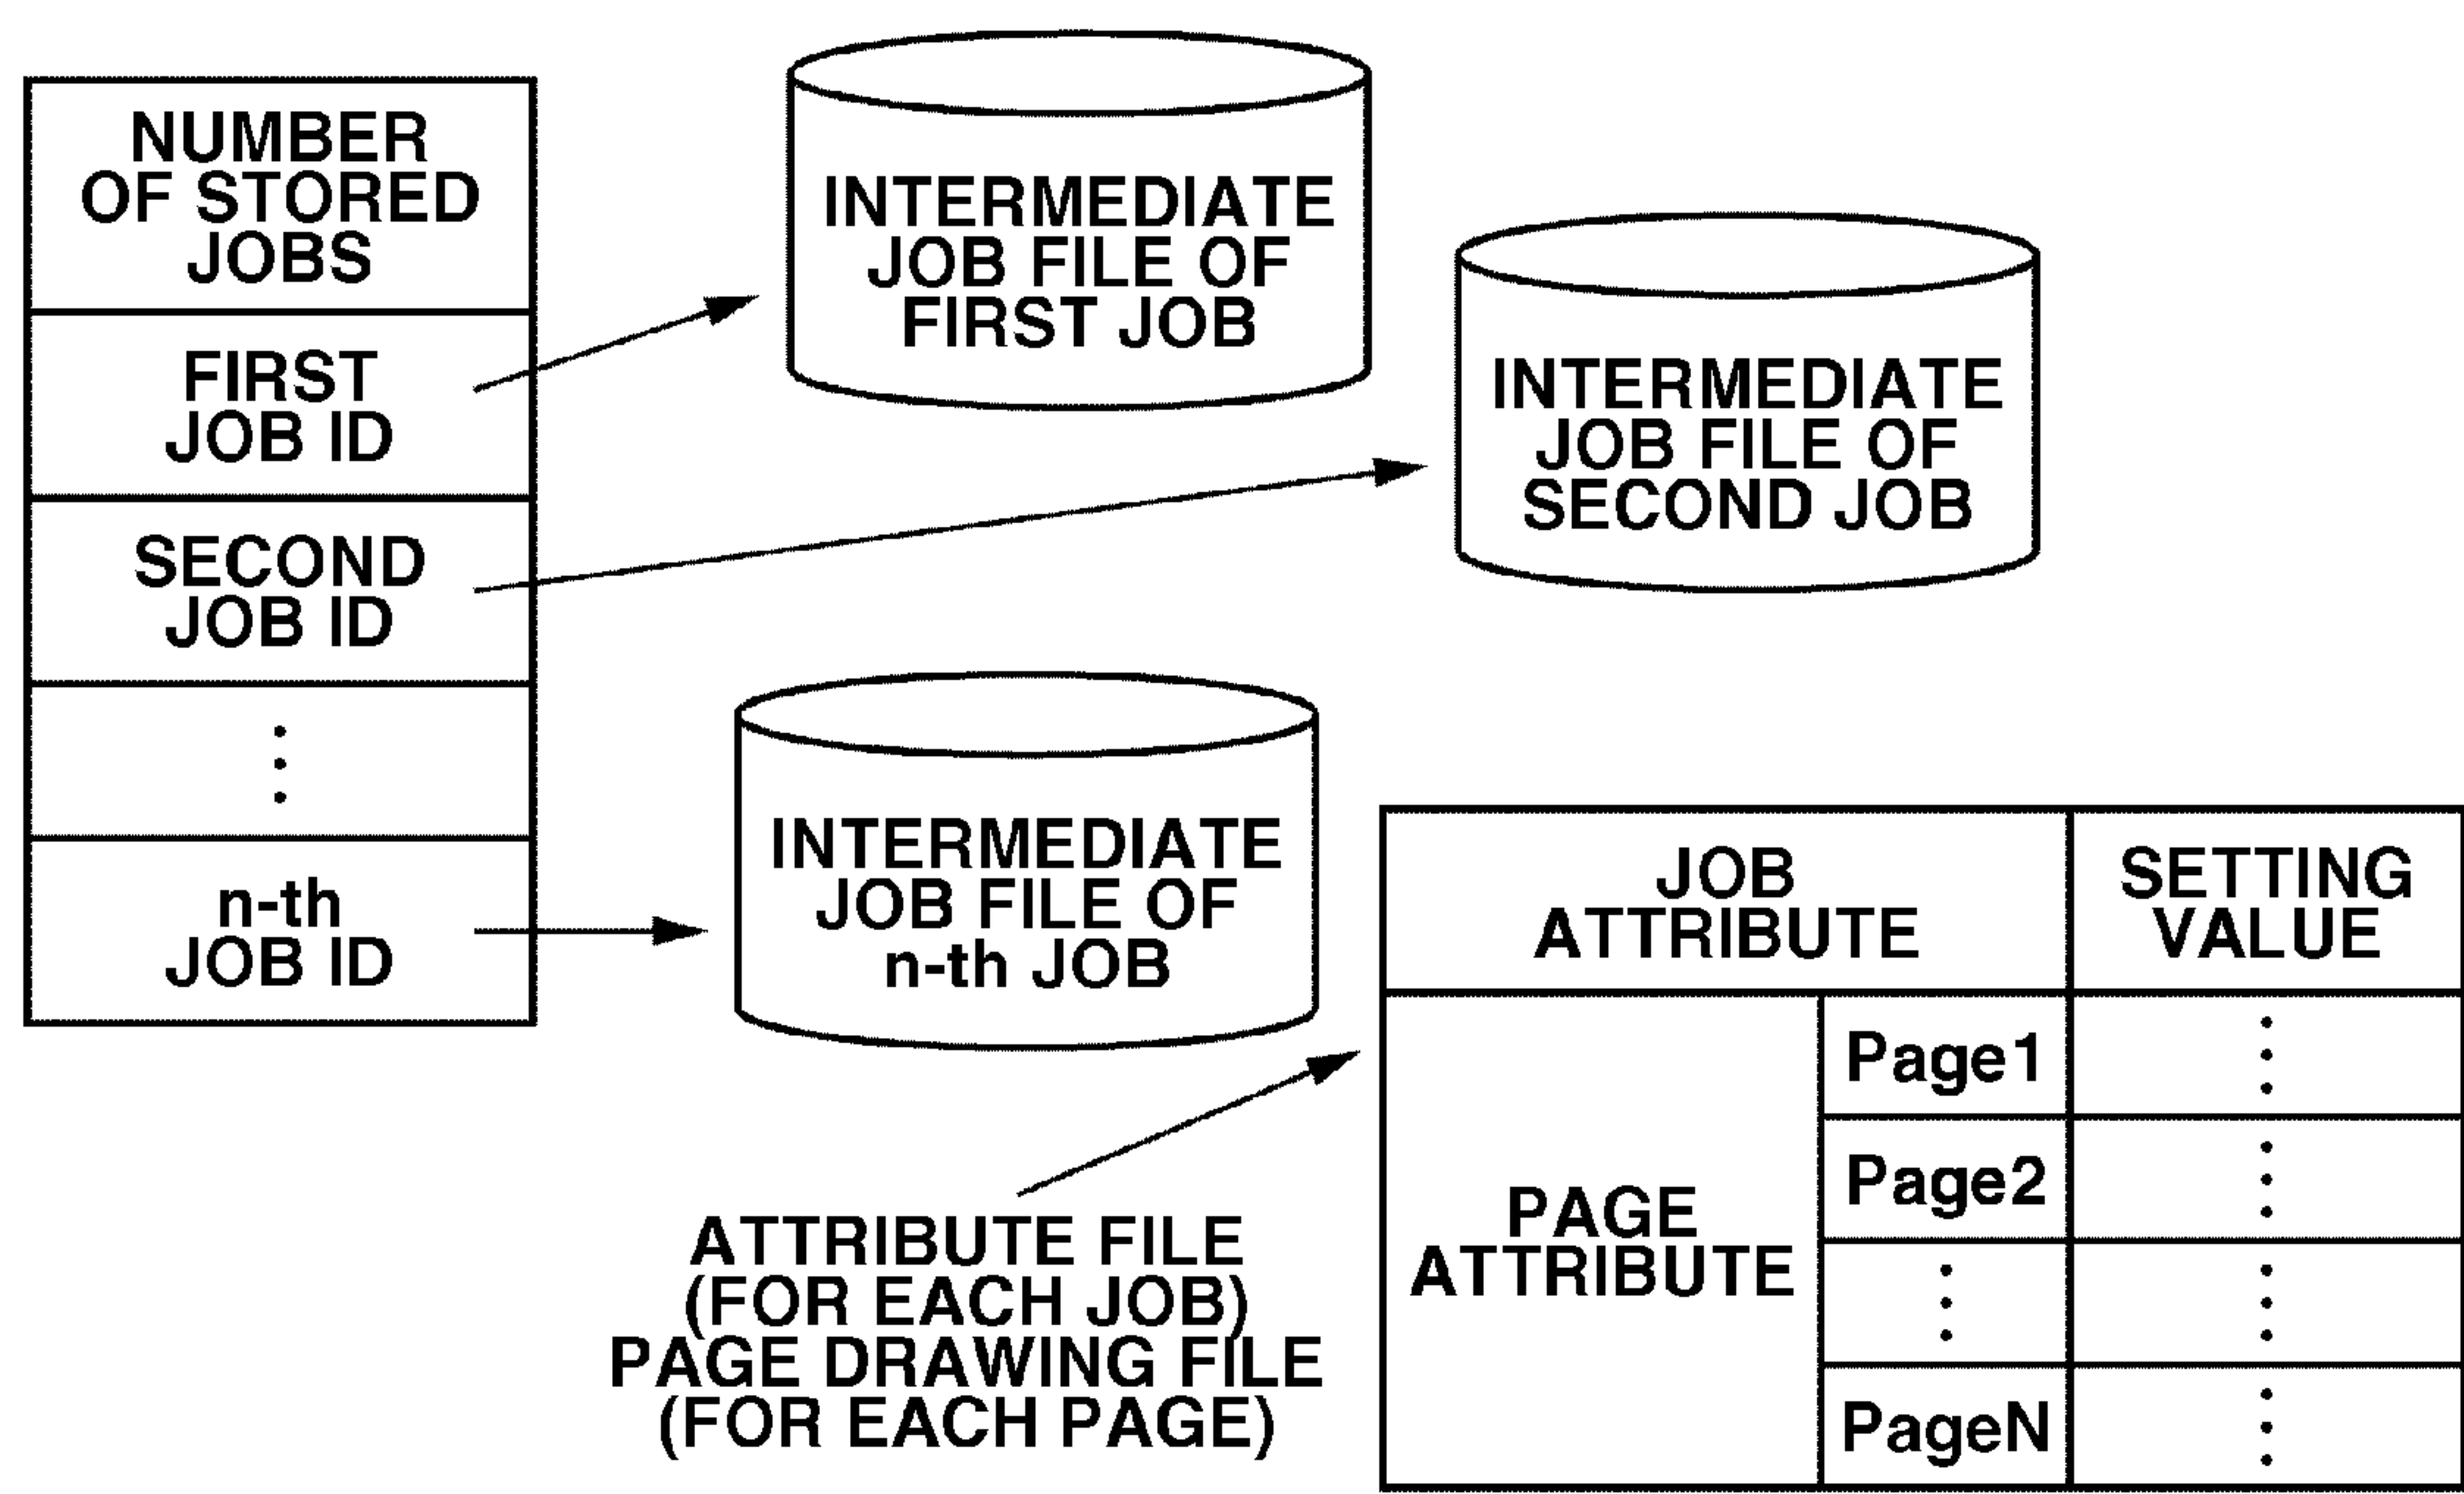 NUMBER
OF STORED
JOBS
FIRST
JOB ID
SECOND
JOB ID
n-th
JOB ID
INTERMEDIATE
JOB FILE OF
FIRST JOB
INTERMEDIATE
JOB FILE OF
SECOND JOB
INTERMEDIATE
JOB FILE OF
n-th JOB
ATTRIBUTE FILE
(FOR EACH JOB)
PAGE DRAWING FILE
(FOR EACH PAGE)
JOB
ATTRIBUTE
SETTING
VALUE
PAGE
ATTRIBUTE
Page1
Page2
PageN